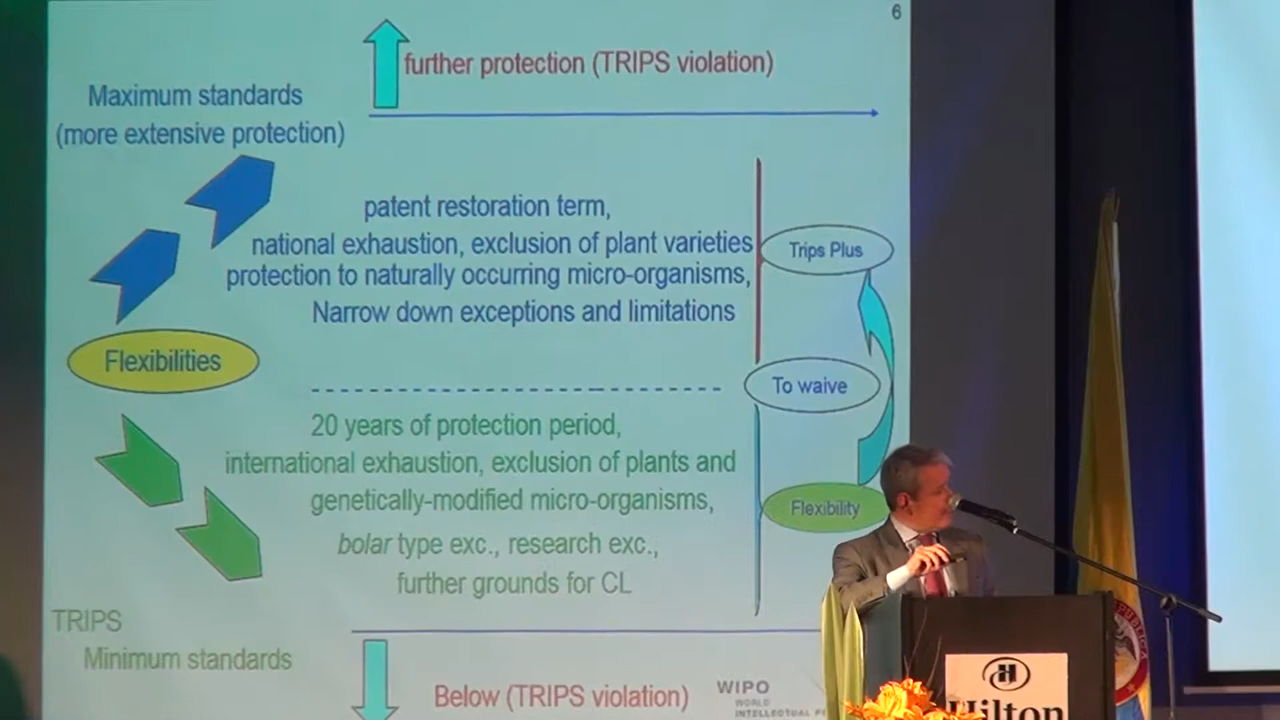 6
further protection (TRIPS violation)
Maximum standards
(more extensive protection)
patent restoration term,
national exhaustion, exclusion of plant varieties
protection to naturally occurring micro-organisms,
Narrow down exceptions and limitations
Trips Plus
Flexibilities
To waive
20 years of protection period,
international exhaustion, exclusion of plants and
genetically-modified micro-organisms,
Flexibility
bolar type exc., research exc.,
further grounds for CL
TRIPS
Minimum standards
Below (TRIPS violation)
WIPO
WORLD
INTELLECTUAL
H
Hilton